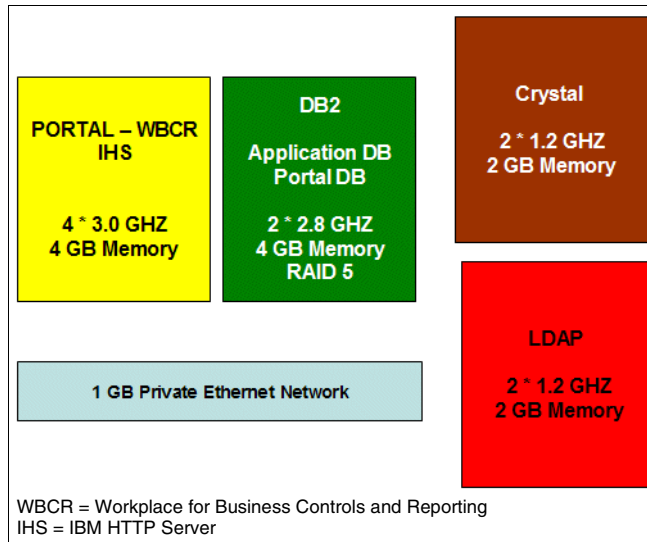 PORTAL – WBCR
IHS
4 * 3.0 GHZ
4 GB Memory
DB2
Application DB
Portal DB
2 * 2.8 GHZ
4 GB Memory
RAID 5
Crystal
2 * 1.2 GHZ
2 GB Memory
LDAP
2 * 1.2 GHZ
2 GB Memory
1 GB Private Ethernet Network
WBCR = Workplace for Business Controls and Reporting
IHS = IBM HTTP Server